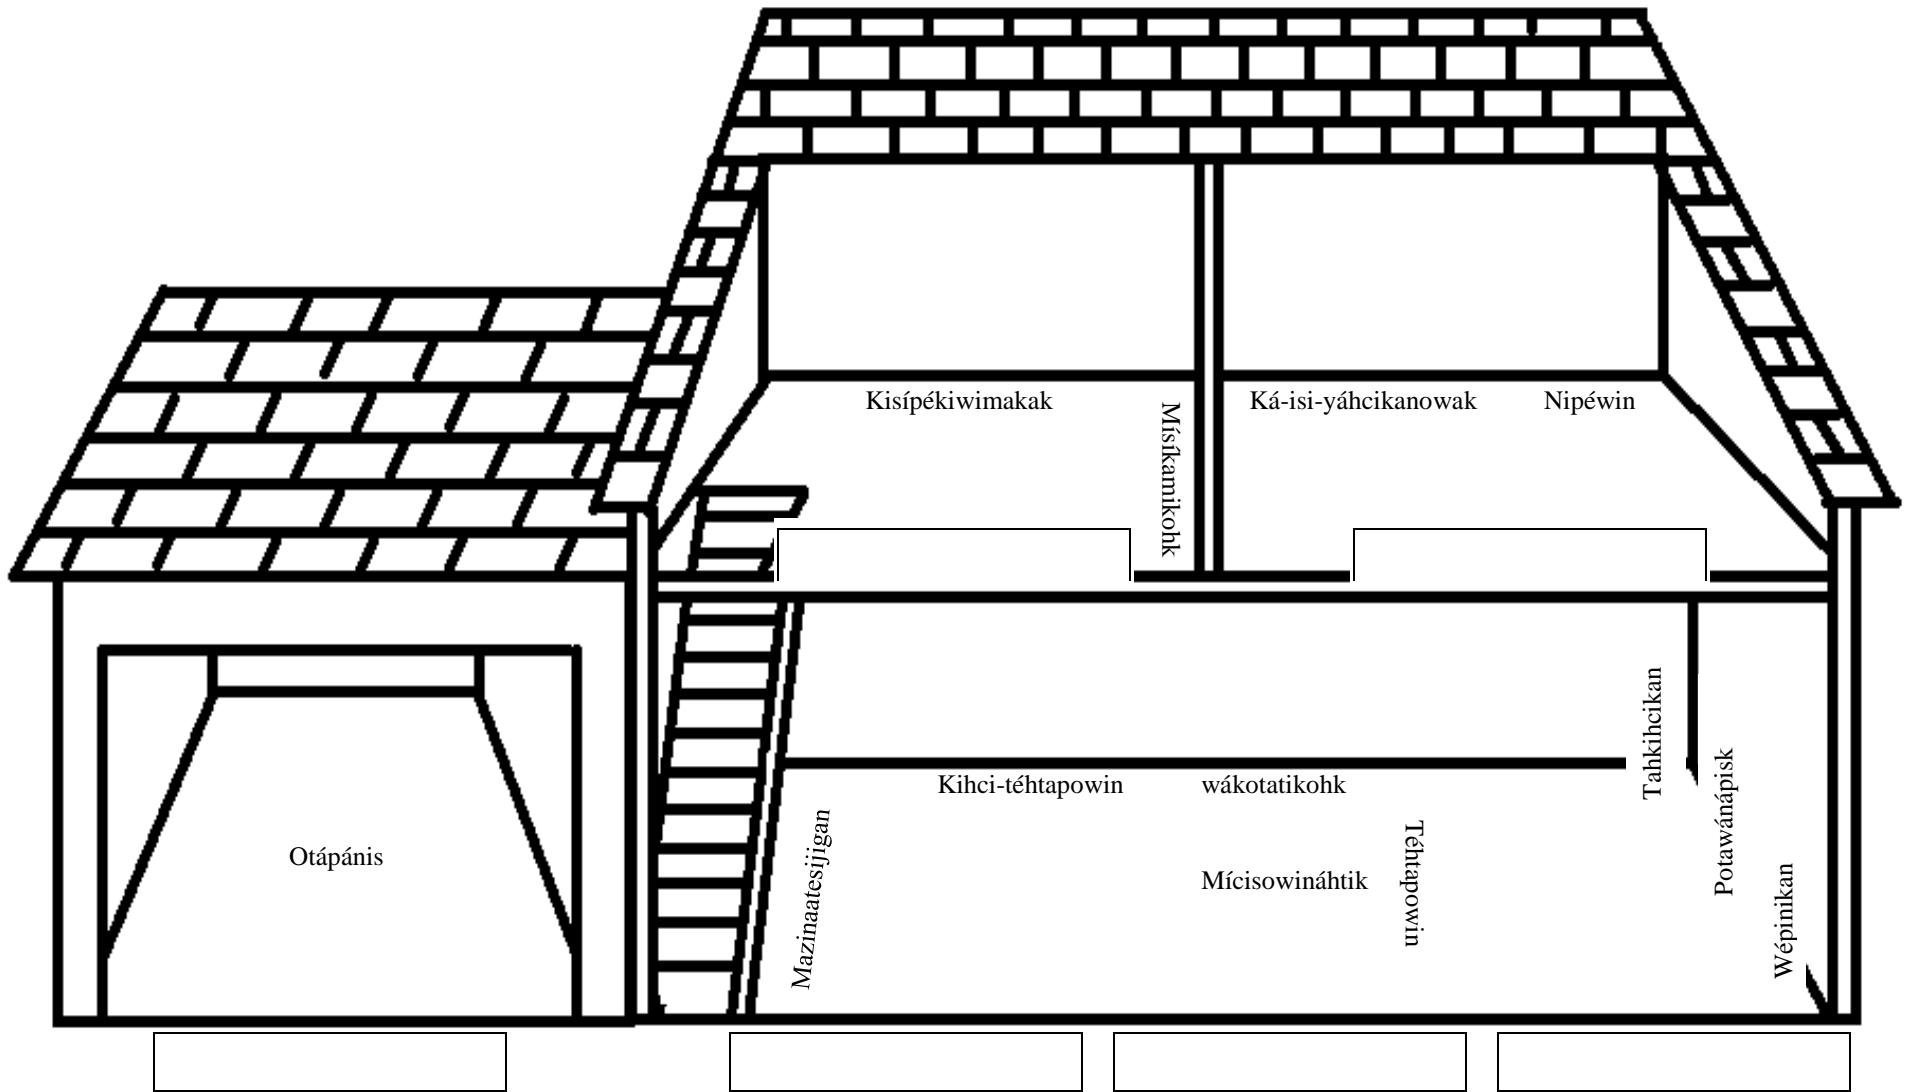 Kisípékiwimakak
Mísíkamikohk
Ká-isi-yáhcikanowak
Nipéwin
Otápánis
Mazinaatesijigan
Kihci-téhtapowin
wákotatikohk
Mícisowináhtik
Téhtapowin
Tahkihcikan
Potawánápisk
Wépinikan